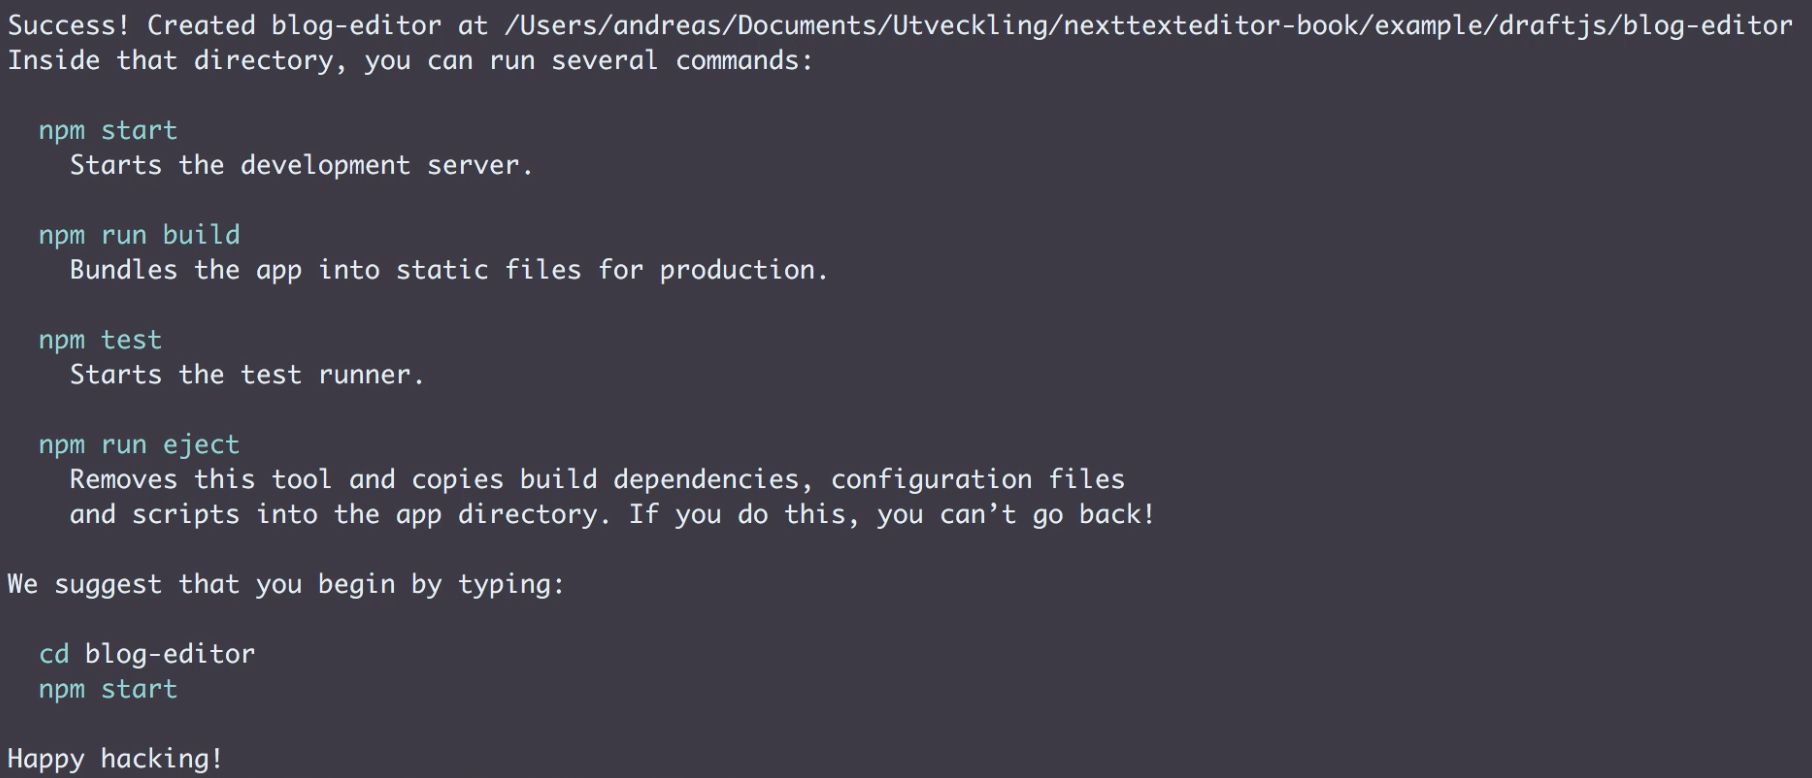 Success! Created blog-editor at /Users/andreas/Documents/Utveckling/nexttexteditor-book/example/draftjs/blog-editor
Inside that directory, you can run several commands:
npm start
Starts the development server.
npm run build
Bundles the app into static files for production.
npm test
Starts the test runner.
npm run eject
Removes this tool and copies build dependencies, configuration files
and scripts into the app directory. If you do this, you can’t go back!
We suggest that you begin by typing:
cd blog-editor
npm start
Happy hacking!